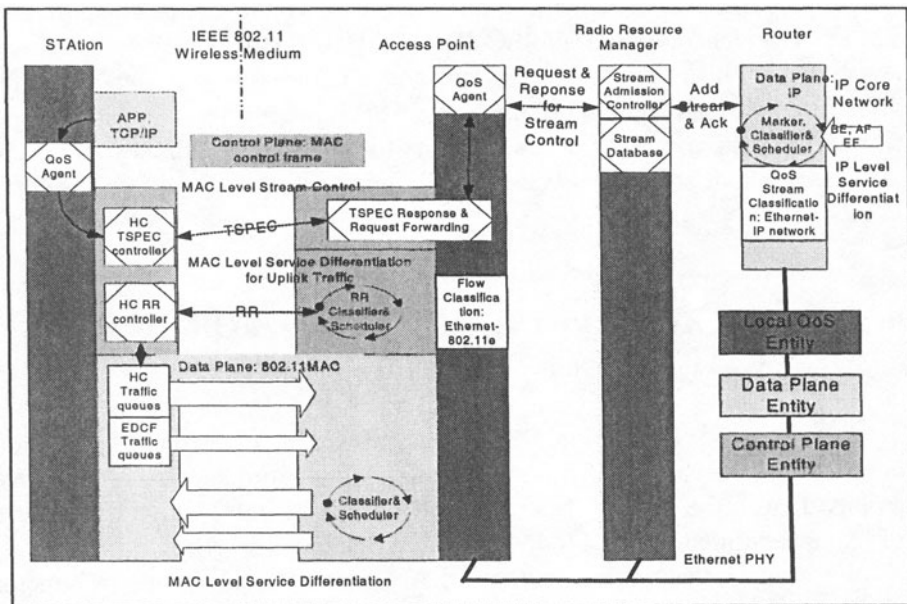 STAtion
IEEE 802.11
Wireless Medium
Access Point
Radio Resource
Manager
Router
APP.
TCP/IP
QoS
Agent
Control Plane: MAC
control frame
QoS
Agent
Request &
Reponse
for
Stream
Control
Stream
Admission
Controller
Stream
Database
Add
Stream
& Ack
Data Plane:
IP
Marker,
Classifier&
Scheduler
IP Core
Network
BE, AF
EF
IP Level
Service
Differentiat
ion
QoS
Stream
Classificatio
n: Ethernet-
IP network
MAC Level Stream Control
HC
TSPEC
controller
TSPEC
TSPEC Response &
Request Forwarding
MAC Level Service Differentiation
for Uplink Traffic
HC RR
controller
RR
RR
Classifier&
Scheduler
Flow
Classifica
tion:
Ethernet-
802.11e
Data Plane: 802.11MAC
HC
Traffic
queues
EDCF
Traffic
queues
Classifier&
Scheduler
Local QoS
Entity
Data Plane
Entity
Control Plane
Entity
MAC Level Service Differentiation
Ethernet PHY